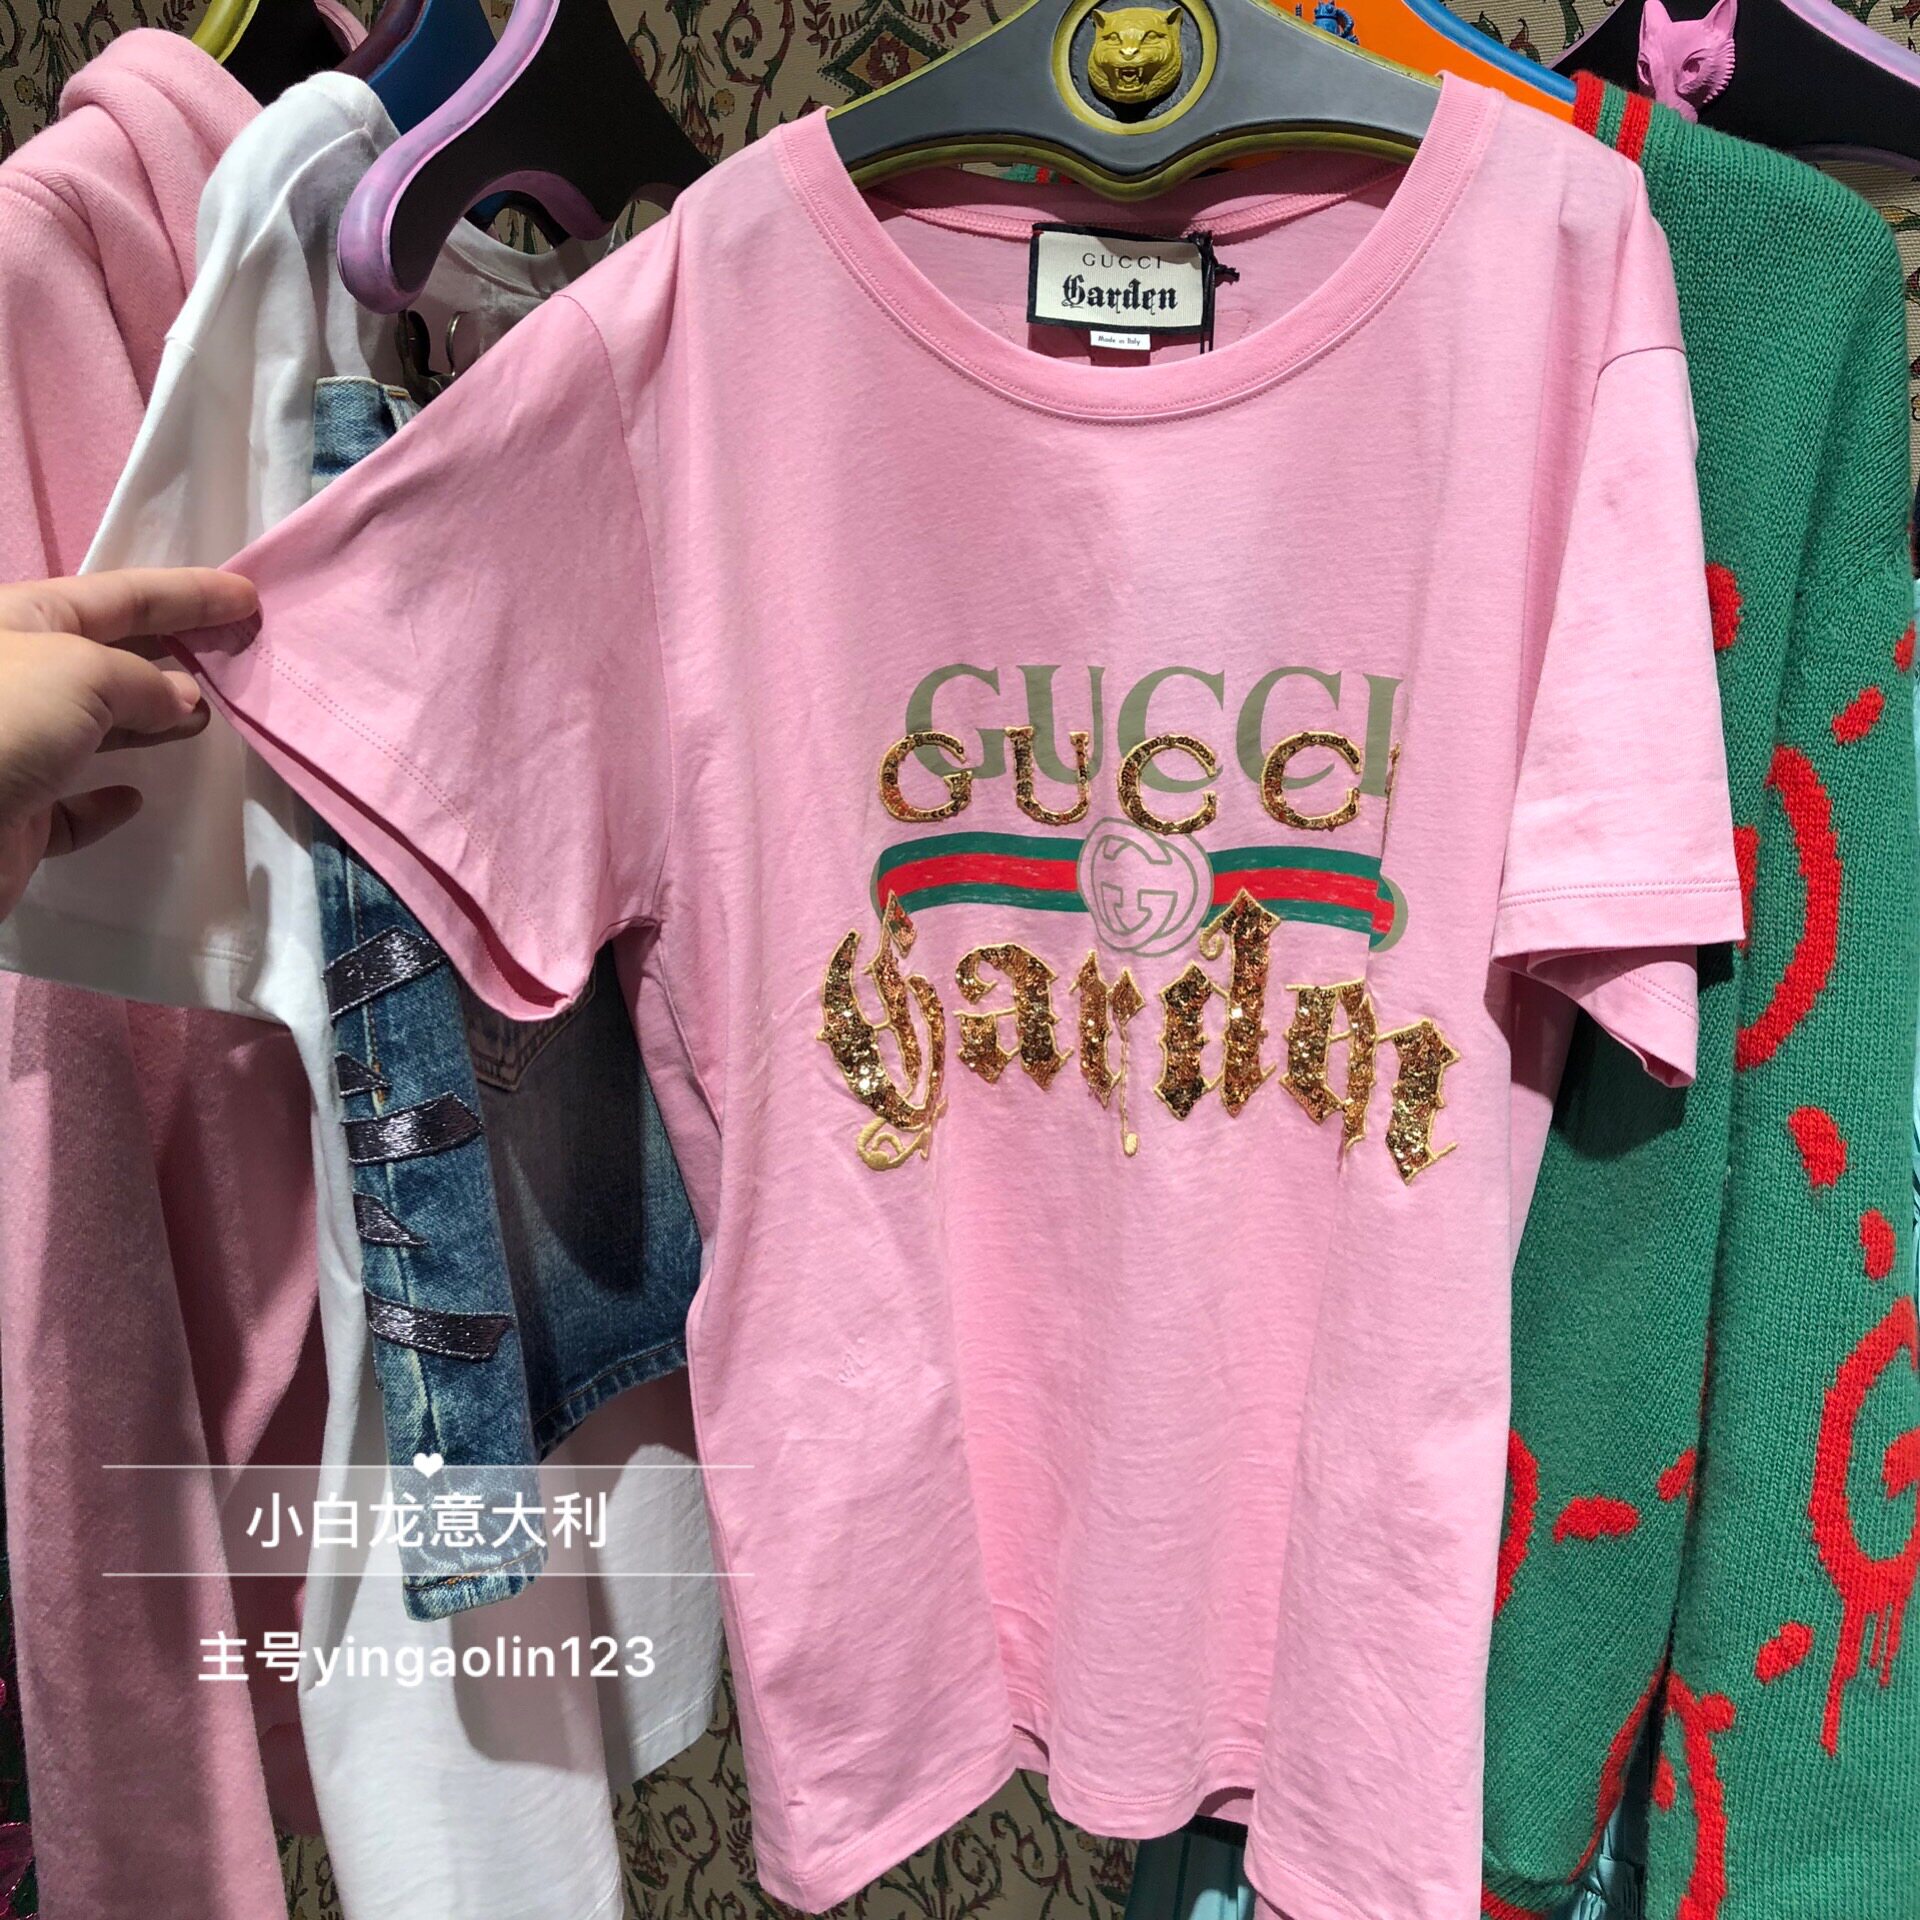 GUCCI
Garden
Made in Italy
GUCCI
GUCCI
Garden
小白龙意大利
主号yingaolin123